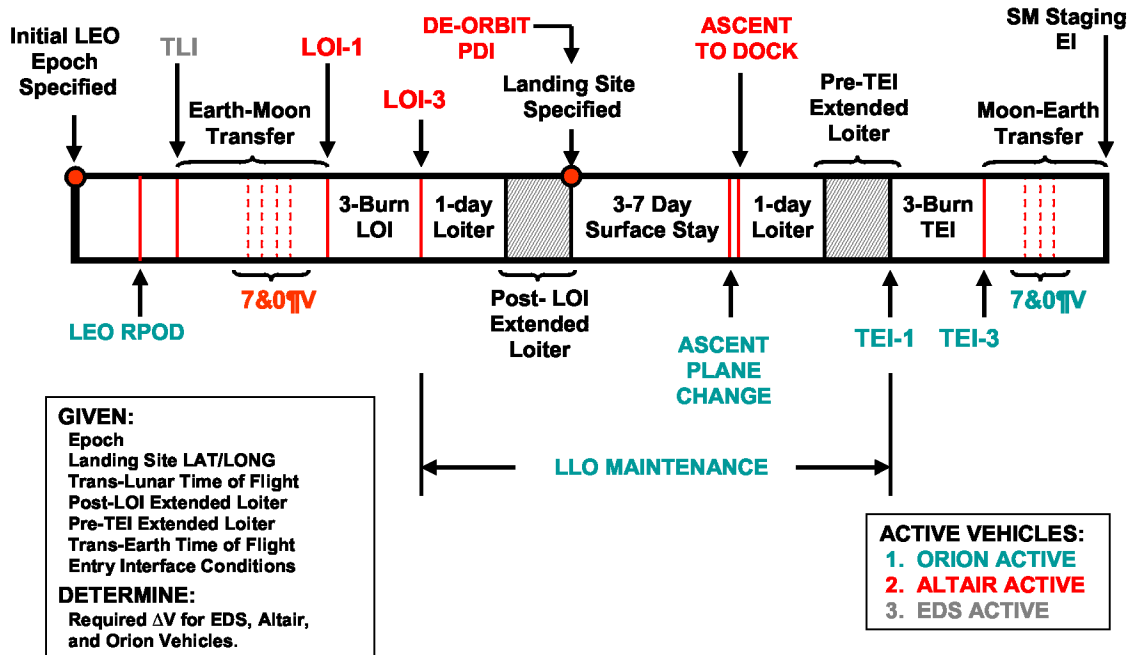 Initial LEO
Epoch
Specified
TLI
Earth-Moon
Transfer
LOI-1
LOI-3
DE-ORBIT
PDI
Landing Site
Specified
ASCENT
TO DOCK
Pre-TEI
Extended
Loiter
Moon-Earth
Transfer
SM Staging
EI
3-Burn
LOI
1-day
Loiter
3-7 Day
Surface Stay
1-day
Loiter
3-Burn
TEI
LEO RPOD
7&0¶V
Post- LOI
Extended
Loiter
ASCENT
PLANE
CHANGE
TEI-1
TEI-3
7&0¶V
LLO MAINTENANCE
GIVEN:
Epoch
Landing Site LAT/LONG
Trans-Lunar Time of Flight
Post-LOI Extended Loiter
Pre-TEI Extended Loiter
Trans-Earth Time of Flight
Entry Interface Conditions
DETERMINE:
Required ΔV for EDS, Altair,
and Orion Vehicles.
ACTIVE VEHICLES:
1. ORION ACTIVE
2. ALTAIR ACTIVE
3. EDS ACTIVE